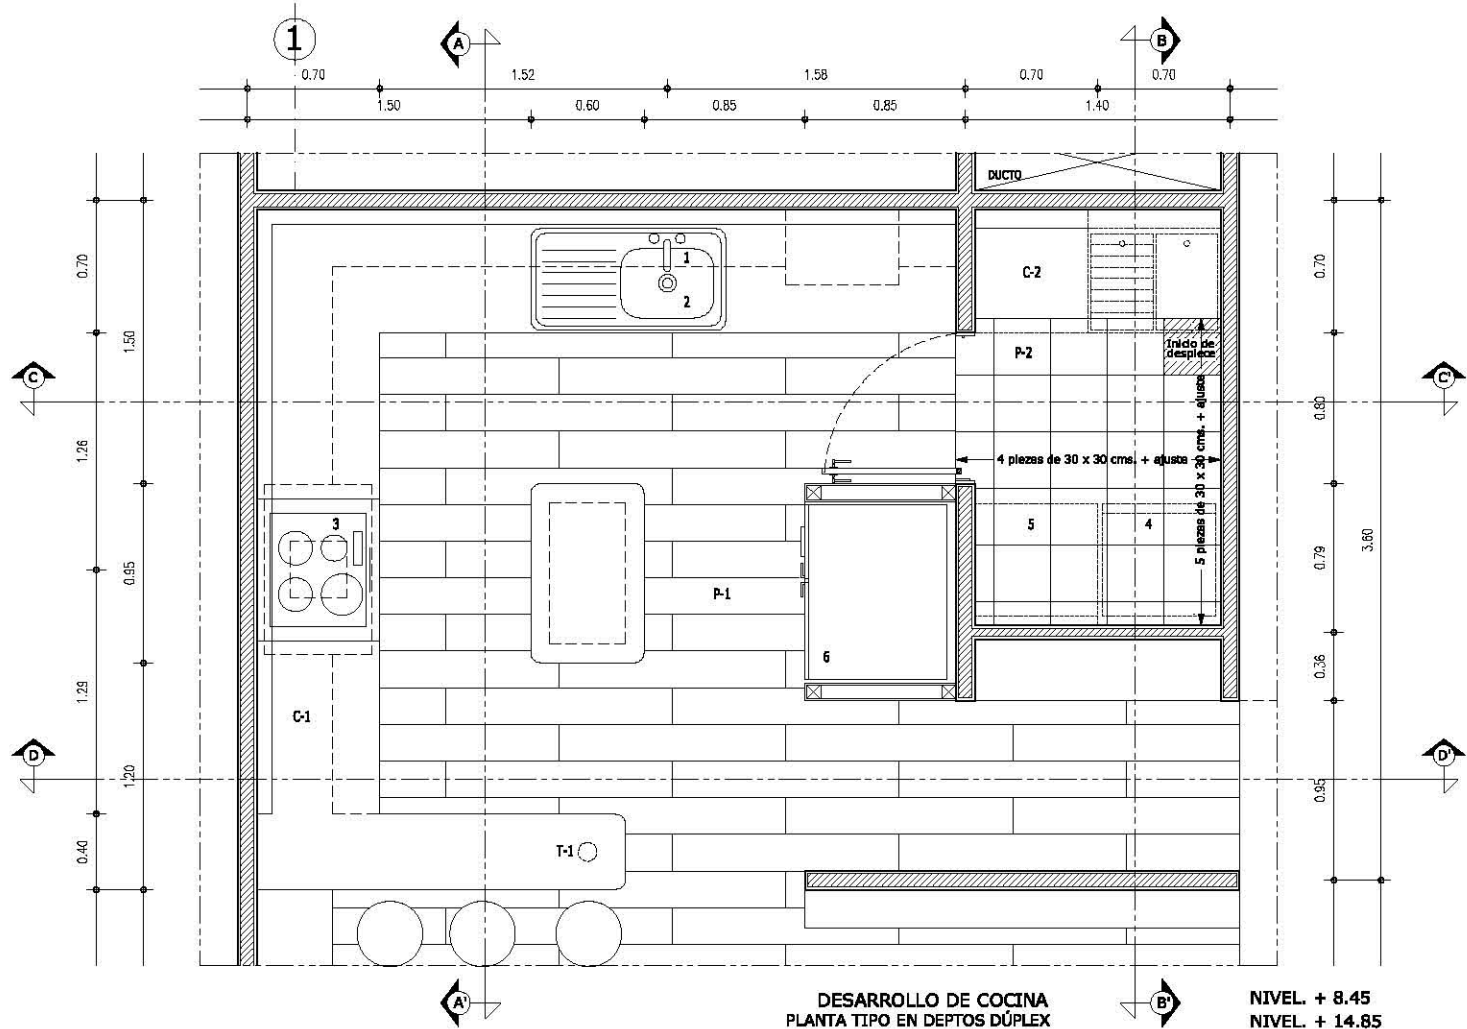 1
A
B
0.70
1.52
1.58
0.70
0.70
1.50
0.60
0.85
0.85
1.40
DUCTO
0.70
1.50
1
2
C-2
0.70
P-2
Inicio de
despiece
C
C'
1.26
0.80
4 piezas de 30 x 30 cms. + ajuste
5 piezas de 30 x 30 cms. + ajuste
3
5
4
3.60
0.95
0.79
P-1
6
1.29
0.36
C-1
D
D'
1.20
0.95
0.40
T-1
A'
B'
DESARROLLO DE COCINA
PLANTA TIPO EN DEPTOS DÚPLEX
NIVEL. + 8.45
NIVEL. + 14.85